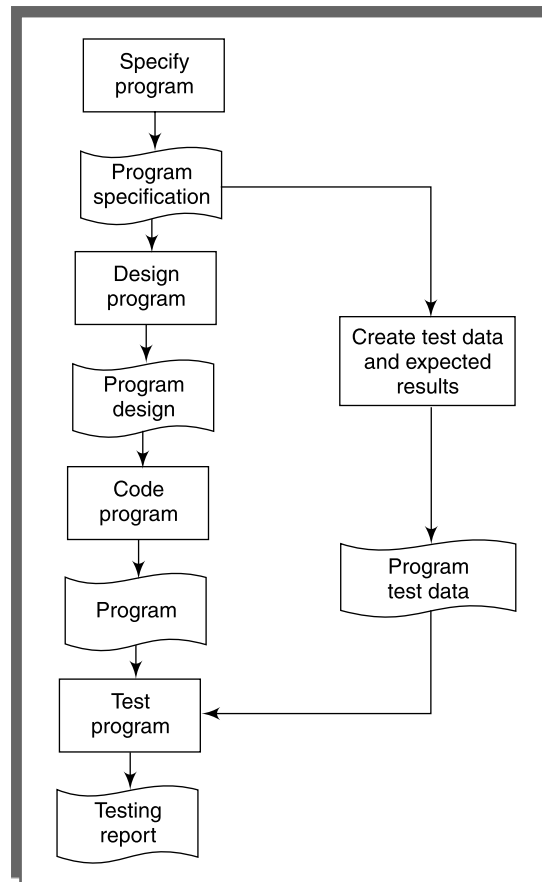 Specify
program
Program
specification
Design
program
Create test data
and expected
results
Program
design
Code
program
Program
test data
Program
Test
program
Testing
report